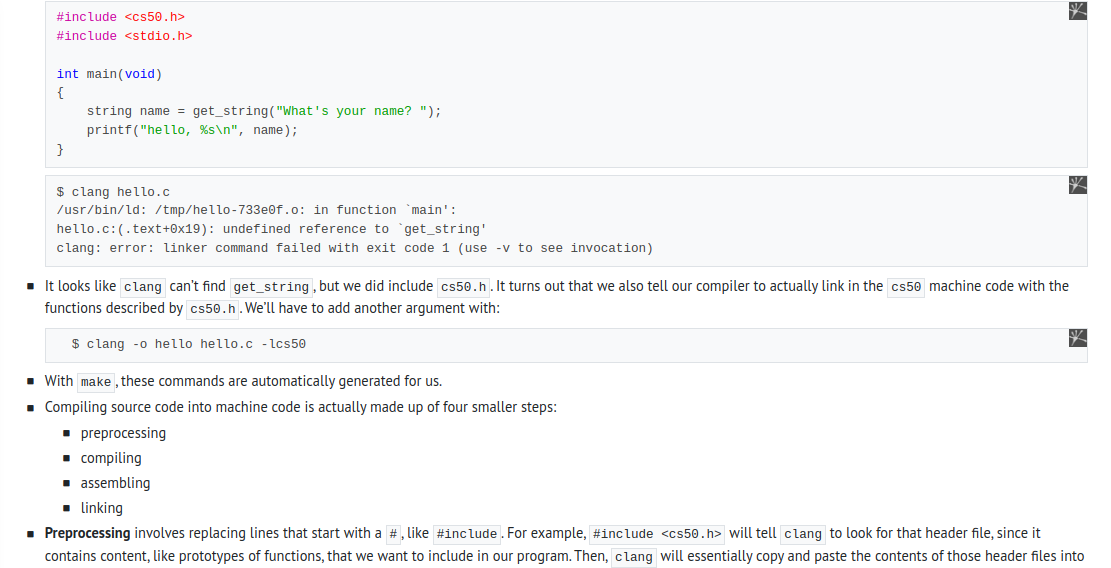 #include <cs50.h>
#include <stdio.h>
int main(void)
{
    string name = get_string("What's your name? ");
    printf("hello, %s\n", name);
}
$ clang hello.c
/usr/bin/ld: /tmp/hello-733e0f.o: in function `main':
hello.c:(.text+0x19): undefined reference to `get_string'
clang: error: linker command failed with exit code 1 (use -v to see invocation)
It looks like clang can't find get_string, but we did include cs50.h. It turns out that we also tell our compiler to actually link in the cs50 machine code with the
functions described by cs50.h. We'll have to add another argument with:
$ clang -o hello hello.c -lcs50
With make, these commands are automatically generated for us.
Compiling source code into machine code is actually made up of four smaller steps:
preprocessing
compiling
assembling
linking
Preprocessing involves replacing lines that start with a #, like #include. For example, #include <cs50.h> will tell clang to look for that header file, since it
contains content, like prototypes of functions, that we want to include in our program. Then, clang will essentially copy and paste the contents of those header files into